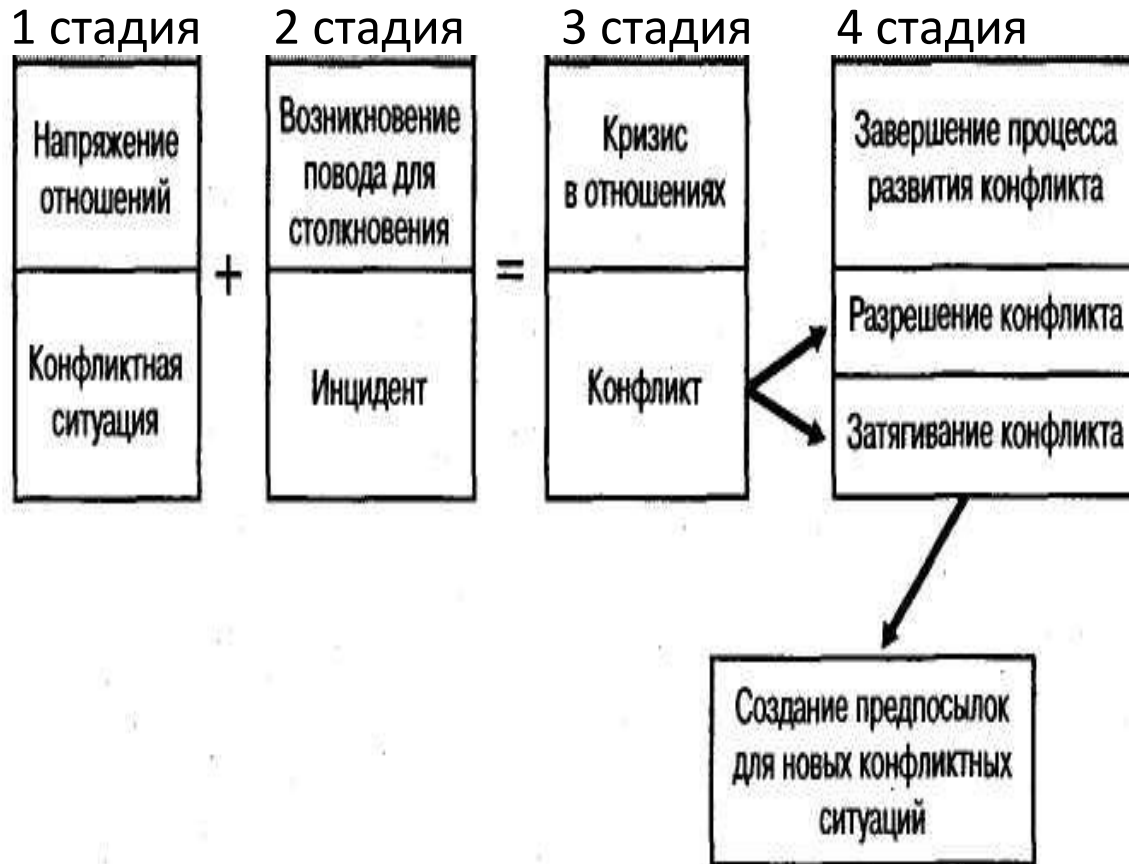 1 стадия
2 стадия
3 стадия
4 стадия
Напряжение
отношений
Возникновение
повода для
столкновения
Кризис
в отношениях
Завершение процесса
развития конфликта
+
=
Конфликтная
ситуация
Инцидент
Конфликт
Разрешение конфликта
Затягивание конфликта
Создание предпосылок
для новых конфликтных
ситуаций